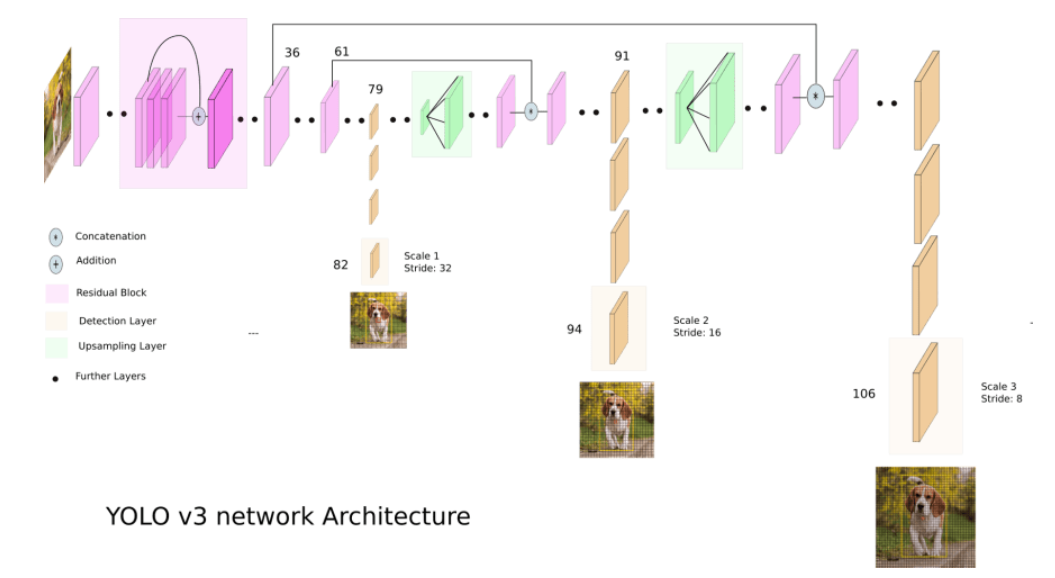 36
61
79
91
Concatenation
Addition
Residual Block
Detection Layer
Upsampling Layer
Further Layers
82
Scale 1
Stride: 32
---
94
Scale 2
Stride: 16
106
Scale 3
Stride: 8
YOLO v3 network Architecture